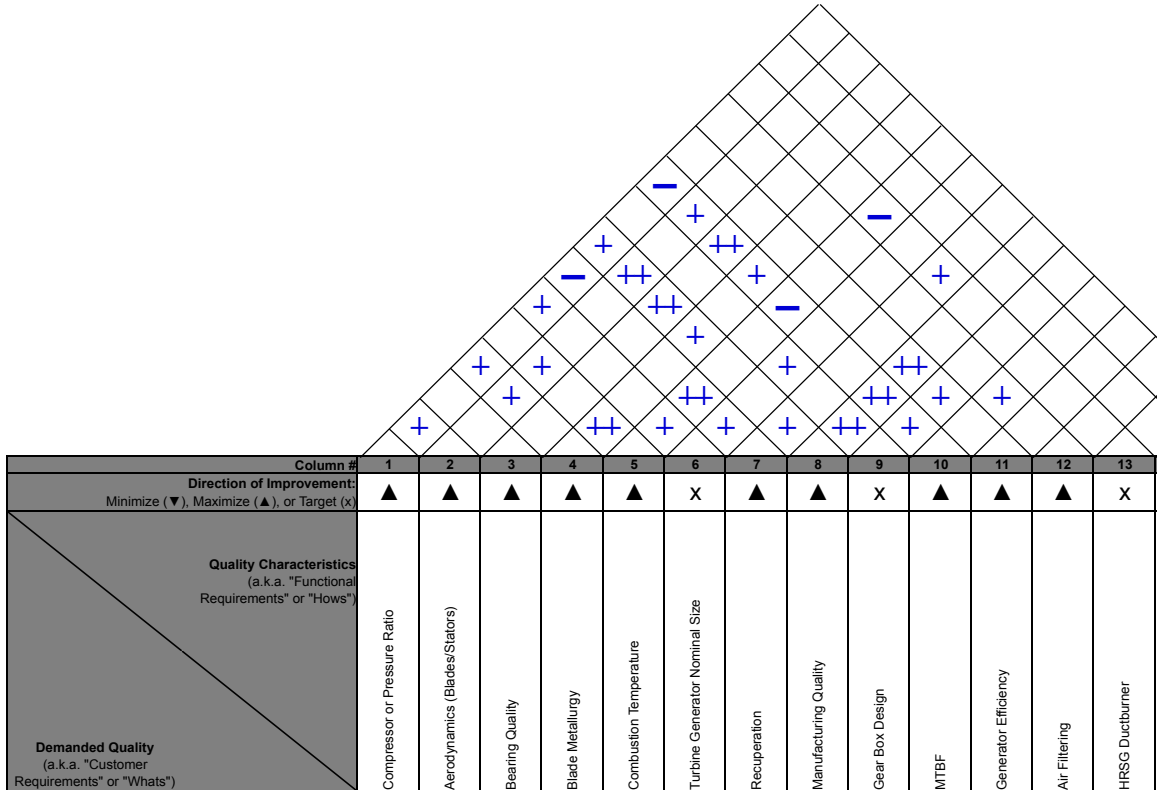 −
+ −
+ ++
− ++ + +
+ ++ −
+
+ + + ++
+ ++ ++ + +
+ ++ + + + ++ +
Column # 1 2 3 4 5 6 7 8 9 10 11 12 13
Direction of Improvement:
Minimize (▼), Maximize (▲), or Target (x)
▲ ▲ ▲ ▲ ▲ x ▲ ▲ x ▲ ▲ ▲ x
Quality Characteristics
(a.k.a. "Functional
Requirements" or "Hows")
Demanded Quality
(a.k.a. "Customer
Requirements" or "Whats")
Compressor or Pressure Ratio
Aerodynamics (Blades/Stators)
Bearing Quality
Blade Metallurgy
Combustion Temperature
Turbine Generator Nominal Size
Recuperation
Manufacturing Quality
Gear Box Design
MTBF
Generator Efficiency
Air Filtering
HRSG Ductburner